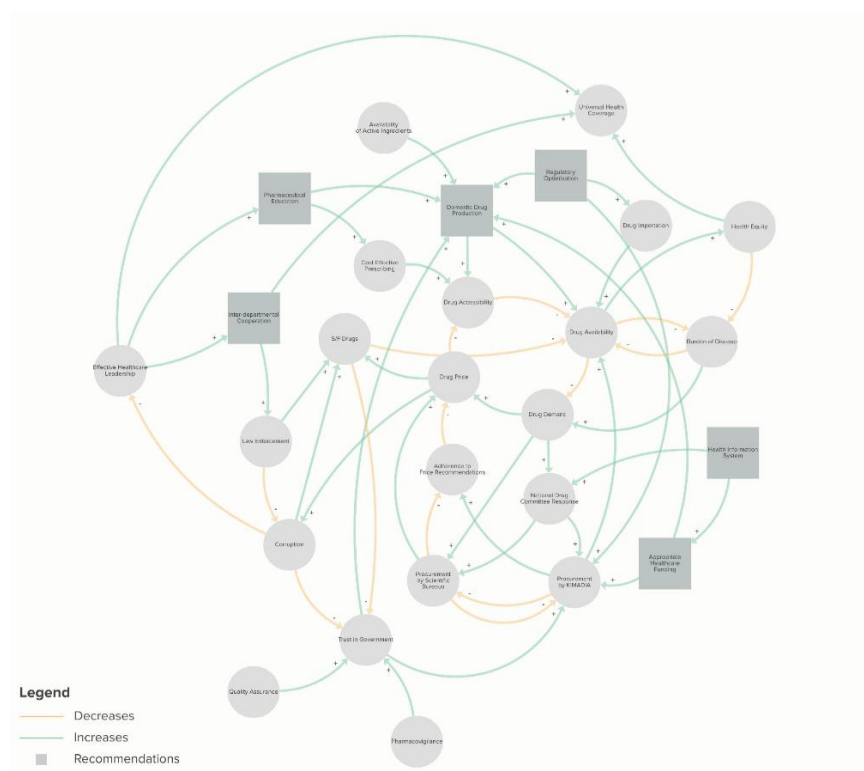 Universal Health
Coverage
Availability
of Active Ingredients
Pharmaceutical
Education
Regulatory
Optimisation
Domestic Drug
Production
Drug Importation
Health Equity
Cost Effective
Prescribing
Drug Accessibility
Inter-departmental
Cooperation
S/F Drugs
Drug Availability
Burden of Disease
Effective Healthcare
Leadership
Drug Price
Drug Demand
Law Enforcement
Adherence to
Price Recommendations
Health Information
System
National Drug
Committee Response
Corruption
Procurement
by Scientific
Bureaus
Procurement
by KIMADIA
Appropriate
Healthcare
Funding
Trust in Government
Quality Assurance
Pharmacovigilance
Legend
Decreases
Increases
Recommendations